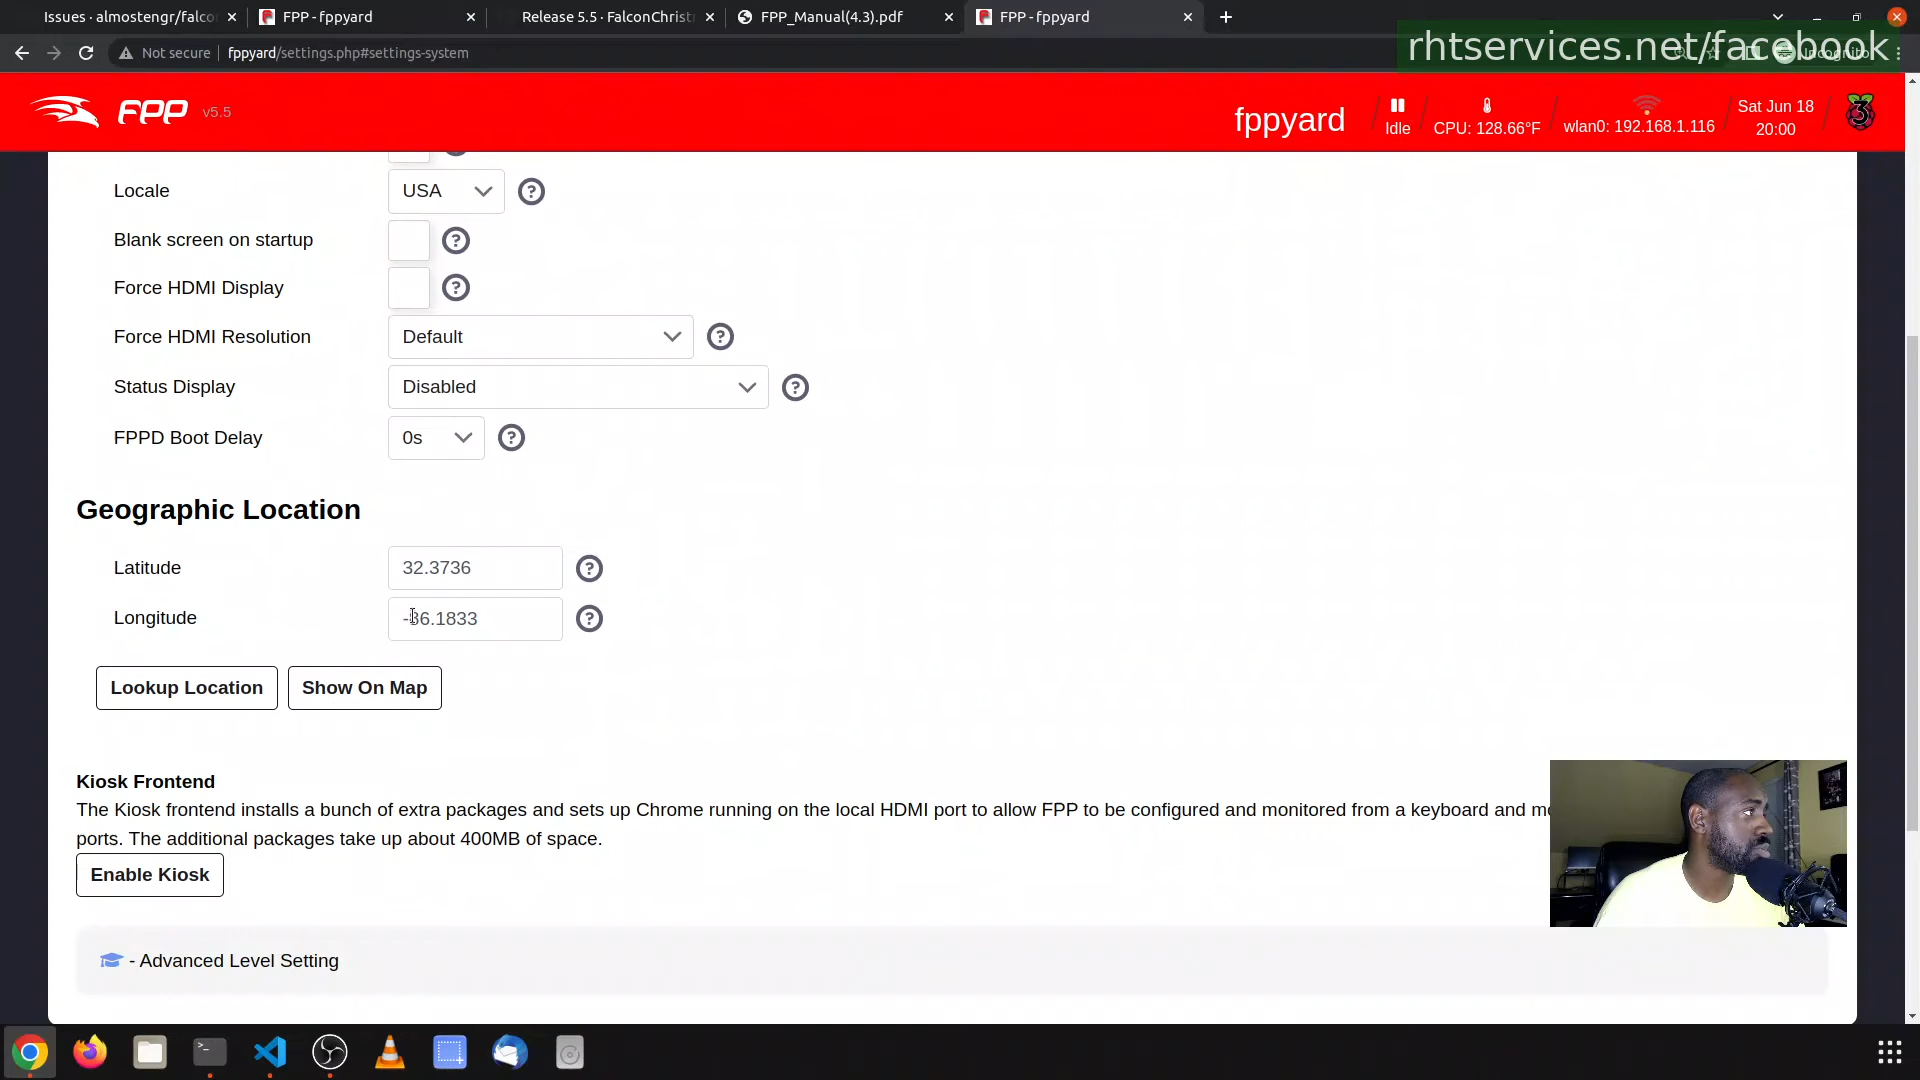 Issues · almostengr/falco
FPP - fppyard
Release 5.5 · FalconChrist
FPP_Manual(4.3).pdf
FPP - fppyard
Not secure
fppyard/settings.php#settings-system
rhtservices.net/facebook
Incognito
FPP v5.5
fppyard
Idle
CPU: 128.66°F
wlan0: 192.168.1.116
Sat Jun 18
20:00
3
Locale
USA
Blank screen on startup
Force HDMI Display
Force HDMI Resolution
Default
Status Display
Disabled
FPPD Boot Delay
0s
Geographic Location
Latitude
32.3736
Longitude
-86.1833
Lookup Location
Show On Map
Kiosk Frontend
The Kiosk frontend installs a bunch of extra packages and sets up Chrome running on the local HDMI port to allow FPP to be configured and monitored from a keyboard and mo
ports. The additional packages take up about 400MB of space.
Enable Kiosk
- Advanced Level Setting